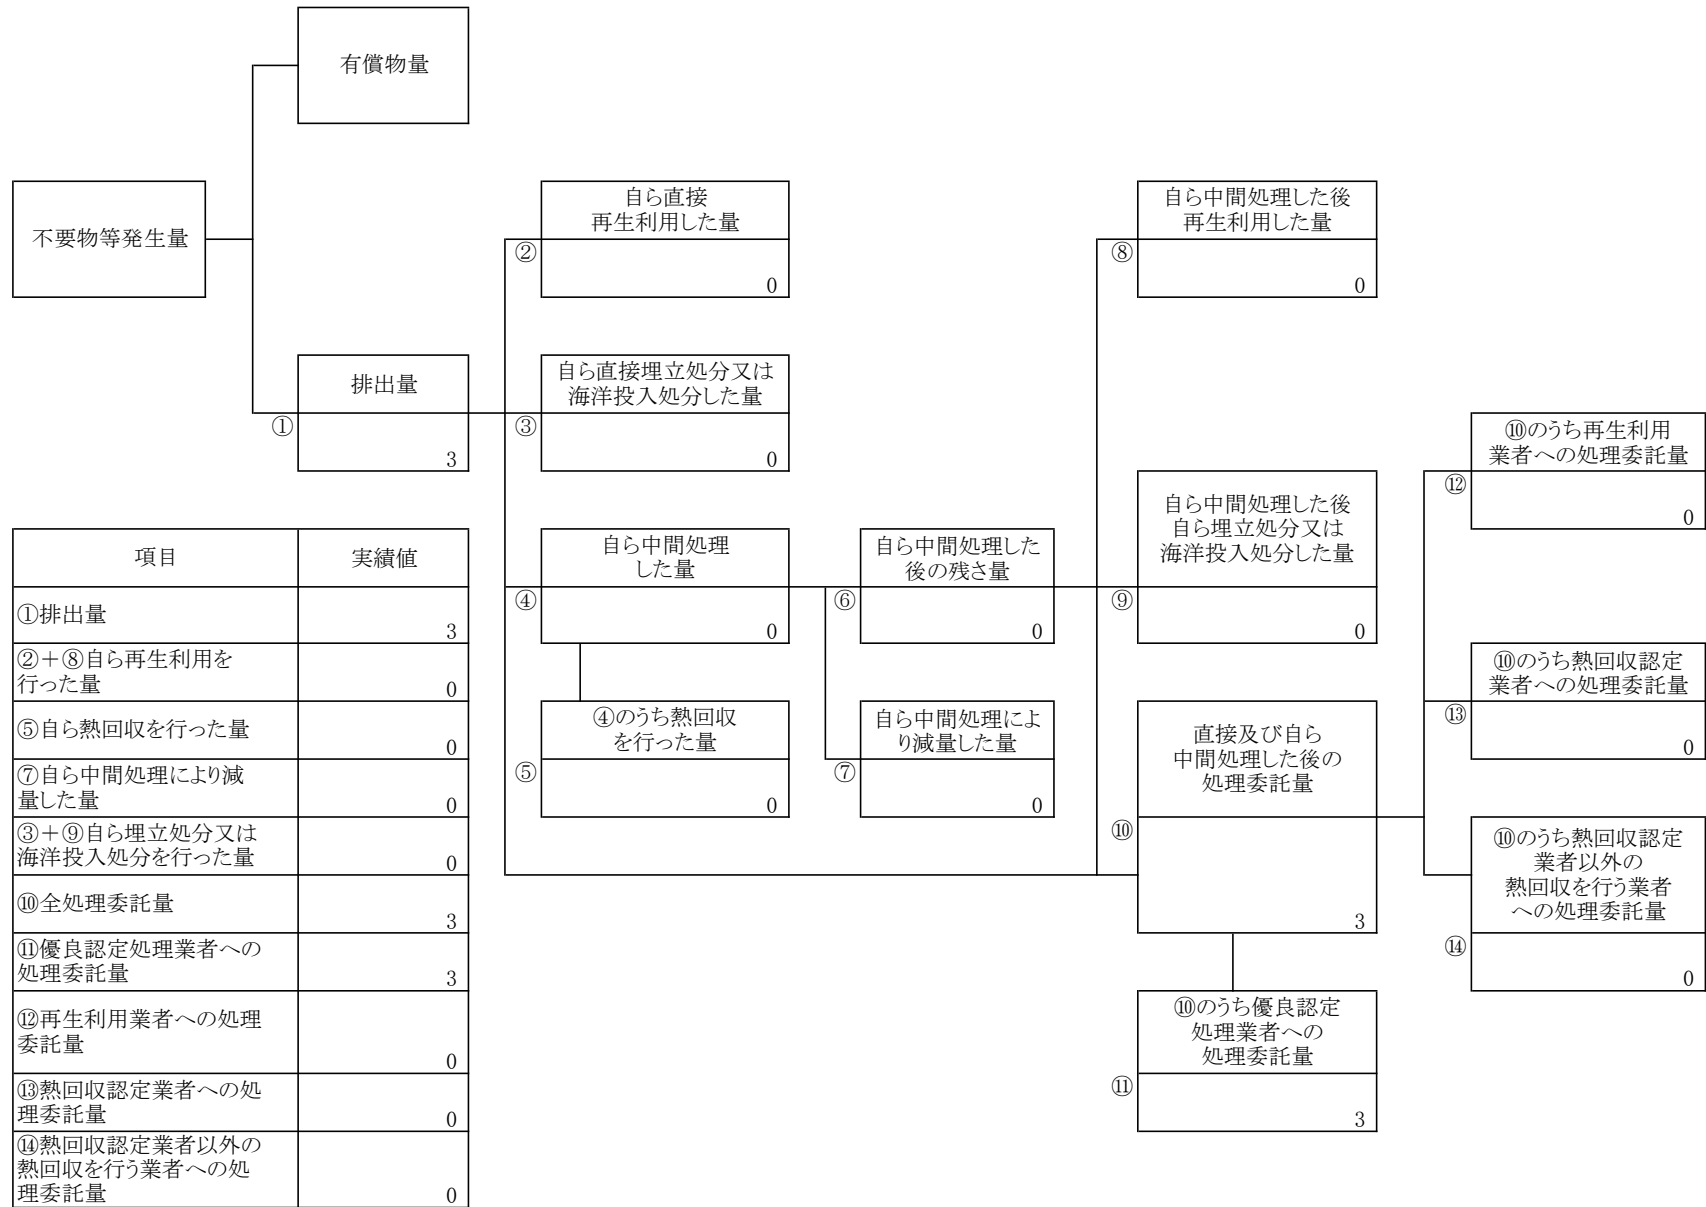 有償物量
不要物等発生量
自ら直接
再生利用した量
②
0
自ら中間処理した後
再生利用した量
⑧
0
排出量
①
3
自ら直接埋立処分又は
海洋投入処分した量
③
0
⑩のうち再生利用
業者への処理委託量
⑫
0
自ら中間処理した後
自ら埋立処分又は
海洋投入処分した量
⑨
0
自ら中間処理
した量
④
0
自ら中間処理した
後の残さ量
⑥
0
④のうち熱回収
を行った量
⑤
0
自ら中間処理によ
り減量した量
⑦
0
直接及び自ら
中間処理した後の
処理委託量
⑩
3
⑩のうち熱回収認定
業者への処理委託量
⑬
0
⑩のうち熱回収認定
業者以外の
熱回収を行う業者
への処理委託量
⑭
0
⑩のうち優良認定
処理業者への
処理委託量
⑪
3
項目 実績値
①排出量
3
②＋⑧自ら再生利用を
行った量 0
⑤自ら熱回収を行った量
0
⑦自ら中間処理により減
量した量 0
③＋⑨自ら埋立処分又は
海洋投入処分を行った量 0
⑩全処理委託量
3
⑪優良認定処理業者への
処理委託量 3
⑫再生利用業者への処理
委託量
0
⑬熱回収認定業者への処
理委託量 0
⑭熱回収認定業者以外の
熱回収を行う業者への処
理委託量 0